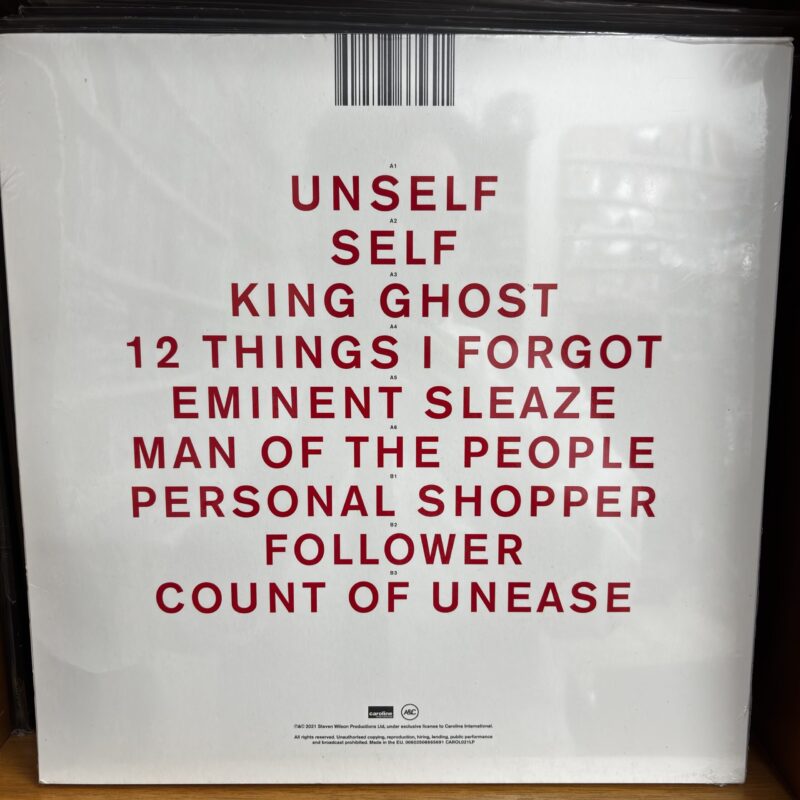 A1
UNSELF
A2
SELF
A3
KING GHOST
A4
12 THINGS I FORGOT
A5
EMINENT SLEAZE
A6
MAN OF THE PEOPLE
B1
PERSONAL SHOPPER
B2
FOLLOWER
B3
COUNT OF UNEASE
caroline A&C
℗&© 2021 Steven Wilson Productions Ltd, under exclusive license to Caroline International.
All rights reserved. Unauthorised copying, reproduction, hiring, lending, public performance
and broadcast prohibited. Made in the EU. CAROL021LP